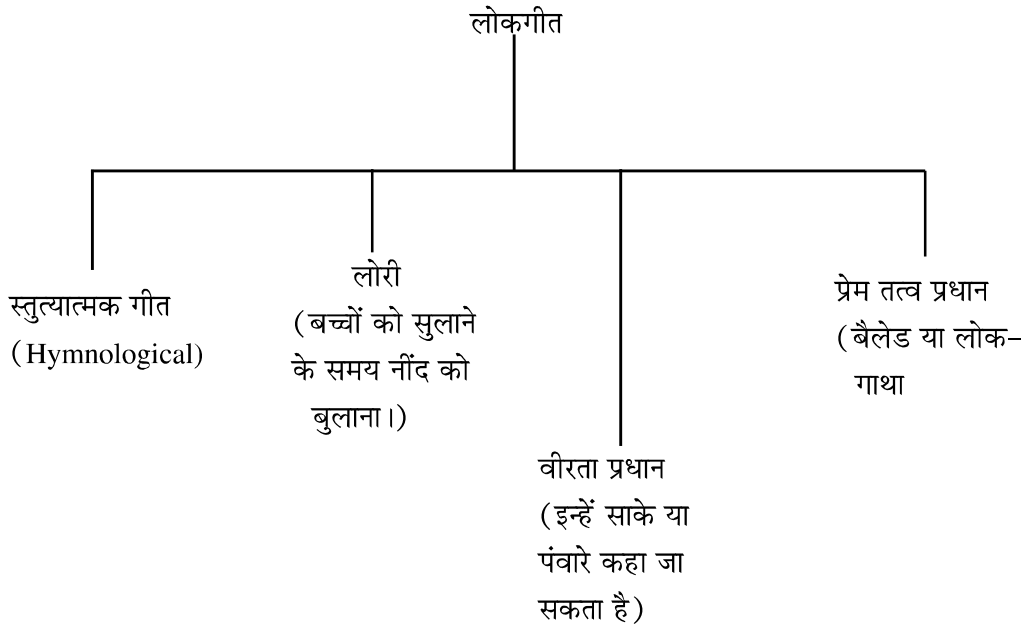 लोकगीत
स्तुत्यात्मक गीत
(Hymnological)
लोरी
(बच्चों को सुलाने
के समय नींद को
बुलाना।)
वीरता प्रधान
(इन्हें साके या
पंवारे कहा जा
सकता है)
प्रेम तत्व प्रधान
(बैलेड या लोक–
गाथा